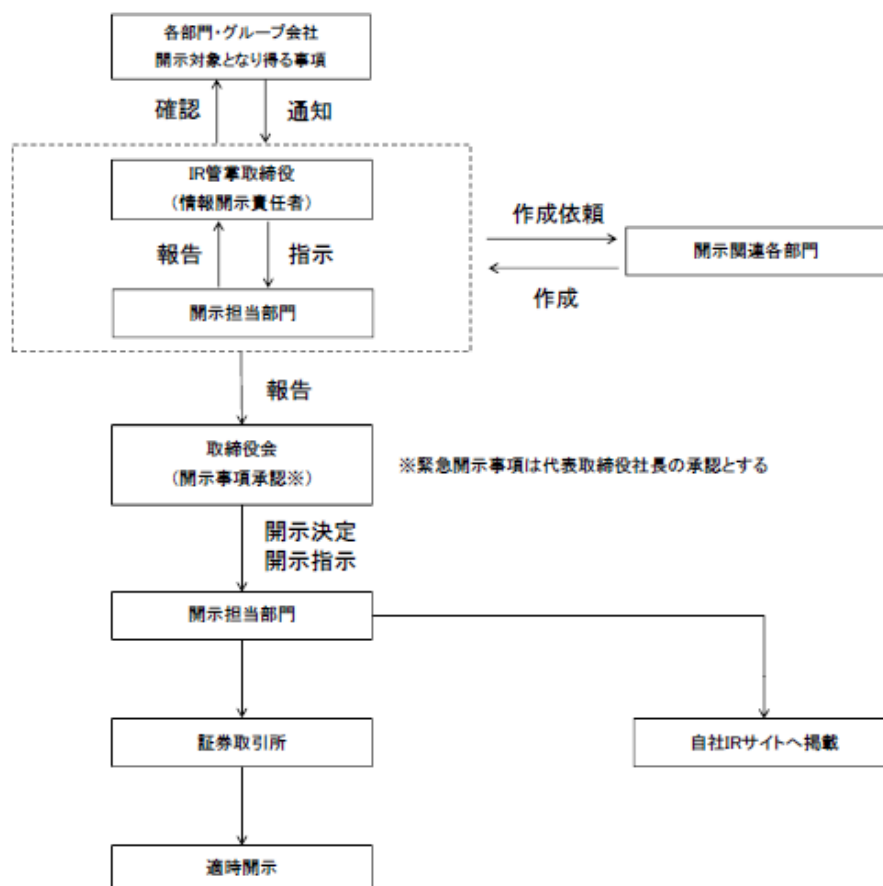 各部門・グループ会社
開示対象となり得る事項
確認
通知
IR管掌取締役
（情報開示責任者）
報告
指示
開示担当部門
作成依頼
作成
開示関連各部門
報告
取締役会
（開示事項承認※）
※緊急開示事項は代表取締役社長の承認とする
開示決定
開示指示
開示担当部門
証券取引所
自社IRサイトへ掲載
適時開示